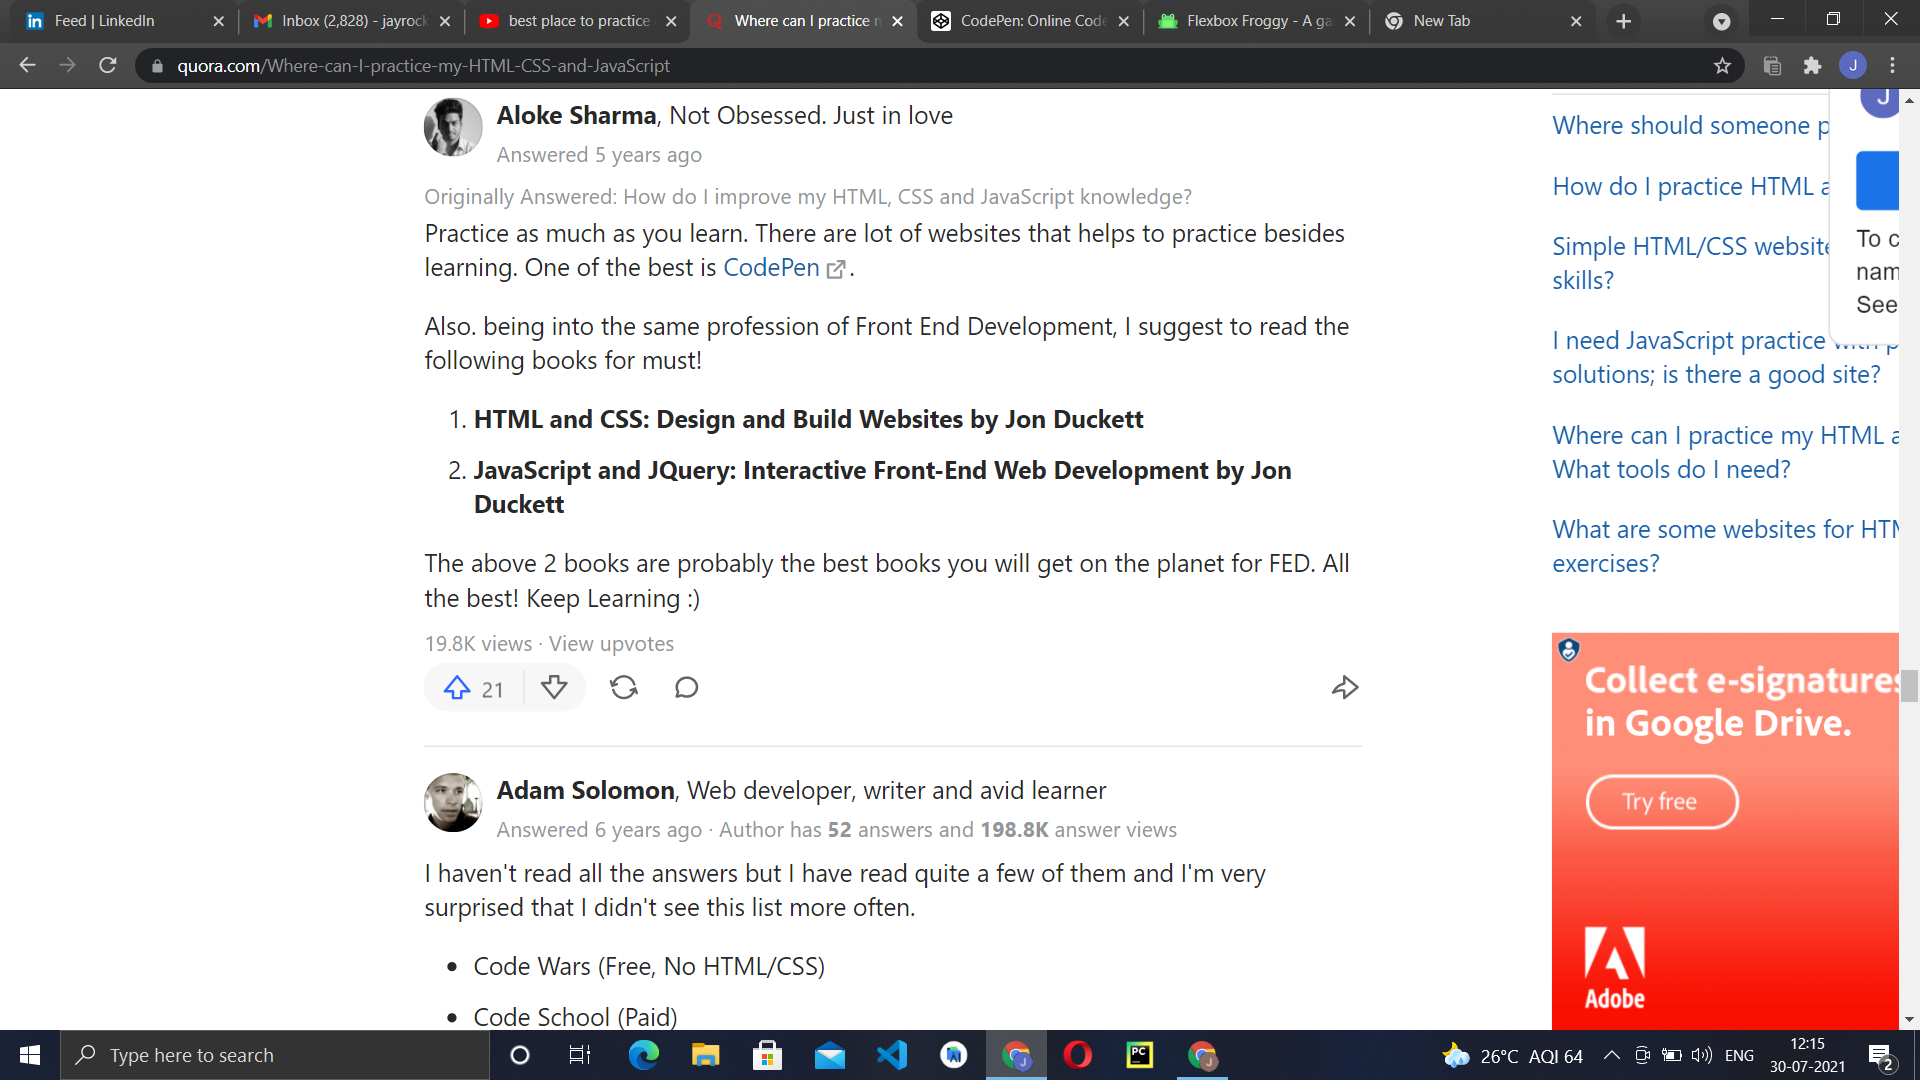 Feed | LinkedIn
Inbox (2,828) - jayrock
best place to practice
Where can I practice
CodePen: Online Code
Flexbox Froggy - A ga
New Tab
quora.com/Where-can-I-practice-my-HTML-CSS-and-JavaScript
J
Aloke Sharma, Not Obsessed. Just in love
Answered 5 years ago
Originally Answered: How do I improve my HTML, CSS and JavaScript knowledge?
Practice as much as you learn. There are lot of websites that helps to practice besides
learning. One of the best is CodePen .
Also. being into the same profession of Front End Development, I suggest to read the
following books for must!
1. HTML and CSS: Design and Build Websites by Jon Duckett
2. JavaScript and JQuery: Interactive Front-End Web Development by Jon
Duckett
The above 2 books are probably the best books you will get on the planet for FED. All
the best! Keep Learning :)
19.8K views · View upvotes
21
Adam Solomon, Web developer, writer and avid learner
Answered 6 years ago · Author has 52 answers and 198.8K answer views
I haven't read all the answers but I have read quite a few of them and I'm very
surprised that I didn't see this list more often.
• Code Wars (Free, No HTML/CSS)
• Code School (Paid)
Where should someone p
How do I practice HTML a
Simple HTML/CSS website
skills?
I need JavaScript practice with p
solutions; is there a good site?
Where can I practice my HTML a
What tools do I need?
What are some websites for HTM
exercises?
J
To c
nam
See
Collect e-signatures
in Google Drive.
Try free
Adobe
Type here to search
PC
26°C AQI 64
ENG
12:15
30-07-2021
2